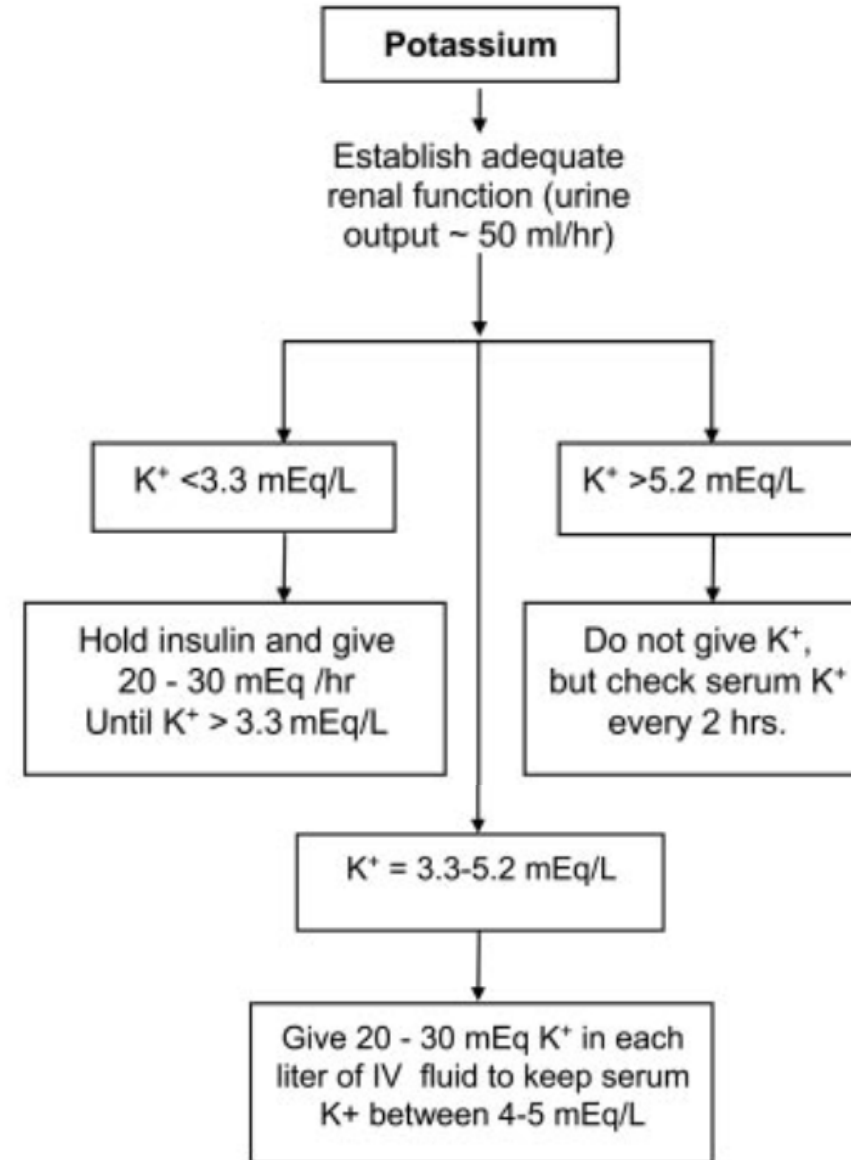 Potassium
Establish adequate
renal function (urine
output ~ 50 ml/hr)
K⁺ <3.3 mEq/L
K⁺ >5.2 mEq/L
Hold insulin and give
20 - 30 mEq /hr
Until K⁺ > 3.3 mEq/L
Do not give K⁺,
but check serum K⁺
every 2 hrs.
K⁺ = 3.3-5.2 mEq/L
Give 20 - 30 mEq K⁺ in each
liter of IV fluid to keep serum
K+ between 4-5 mEq/L